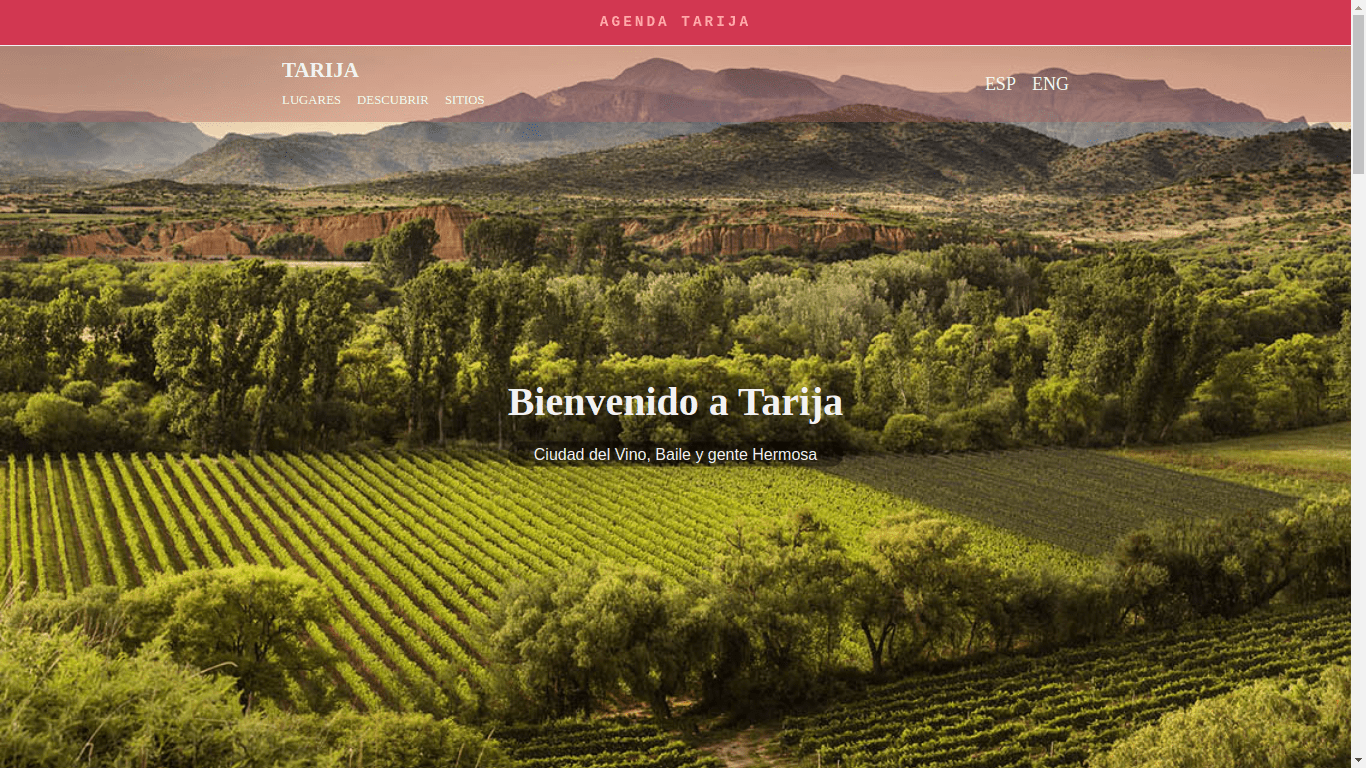 AGENDA TARIJA
TARIJA
LUGARES DESCUBRIR SITIOS
ESP ENG
Bienvenido a Tarija
Ciudad del Vino, Baile y gente Hermosa